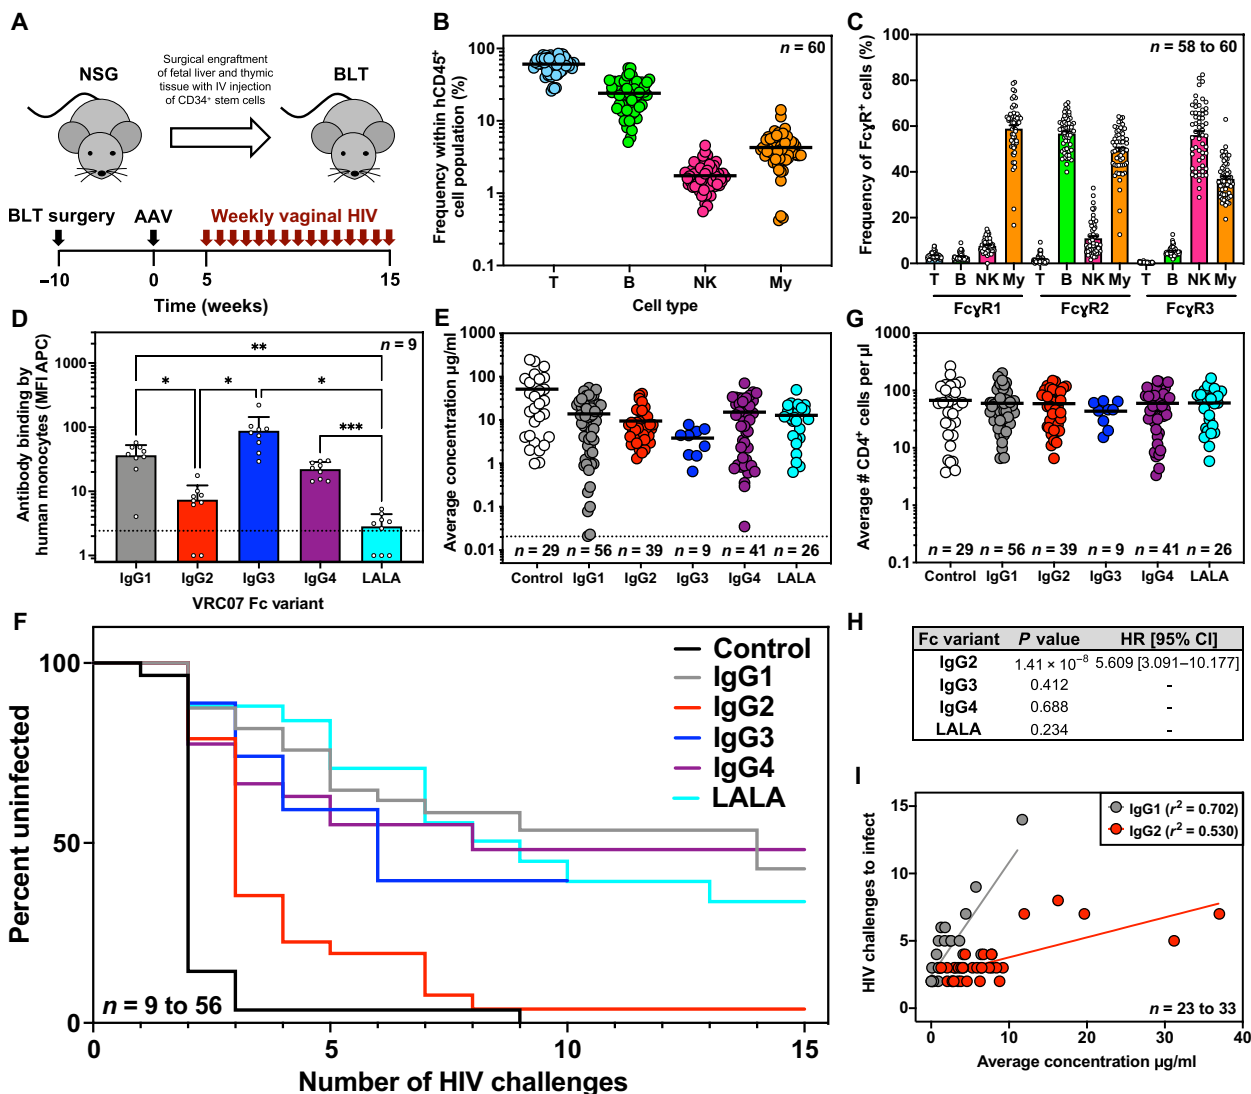 A
NSG
Surgical engraftment
of fetal liver and thymic
tissue with IV injection
of CD34+ stem cells
BLT
BLT surgery
AAV
Weekly vaginal HIV
−10
0
5
15
Time (weeks)
B
n = 60
Frequency within hCD45+
cell population (%)
100
10
1
0.1
T
B
NK
My
Cell type
C
n = 58 to 60
Frequency of FcɣR+ cells (%)
100
80
60
40
20
0
T B NK My
T B NK My
T B NK My
FcɣR1
FcɣR2
FcɣR3
D
n = 9
Antibody binding by
human monocytes (MFI APC)
1000
100
10
1
**
*
*
*
***
IgG1
IgG2
IgG3
IgG4
LALA
VRC07 Fc variant
E
Average concentration µg/ml
1000
100
10
1
0.1
0.01
n = 29
n = 56
n = 39
n = 9
n = 41
n = 26
Control
IgG1
IgG2
IgG3
IgG4
LALA
G
Average # CD4+ cells per µl
1000
100
10
1
0.1
n = 29
n = 56
n = 39
n = 9
n = 41
n = 26
Control
IgG1
IgG2
IgG3
IgG4
LALA
F
Percent uninfected
100
50
0
Control
IgG1
IgG2
IgG3
IgG4
LALA
n = 9 to 56
0
5
10
15
Number of HIV challenges
H
Fc variant P value HR [95% CI]
IgG2 1.41 × 10−8 5.609 [3.091–10.177]
IgG3 0.412 -
IgG4 0.688 -
LALA 0.234 -
I
HIV challenges to infect
15
10
5
0
IgG1 (r2 = 0.702)
IgG2 (r2 = 0.530)
n = 23 to 33
0
10
20
30
40
Average concentration µg/ml